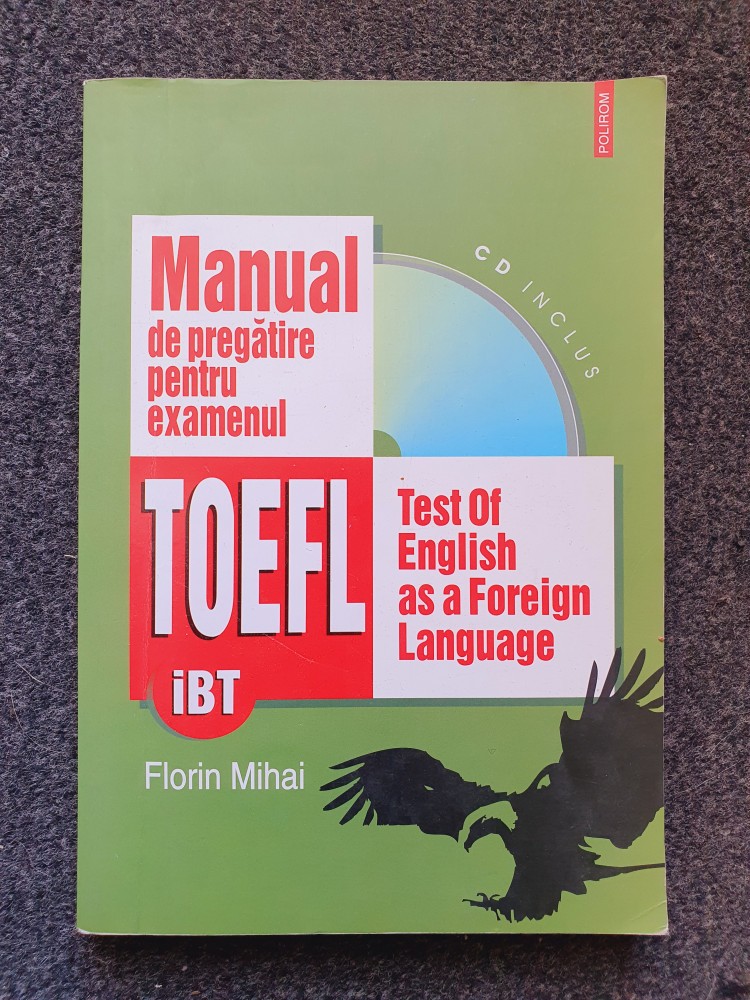 POLIROM
CD INCLUS
Manual
de pregătire
pentru
examenul
TOEFL
iBT
Test Of
English
as a Foreign
Language
Florin Mihai